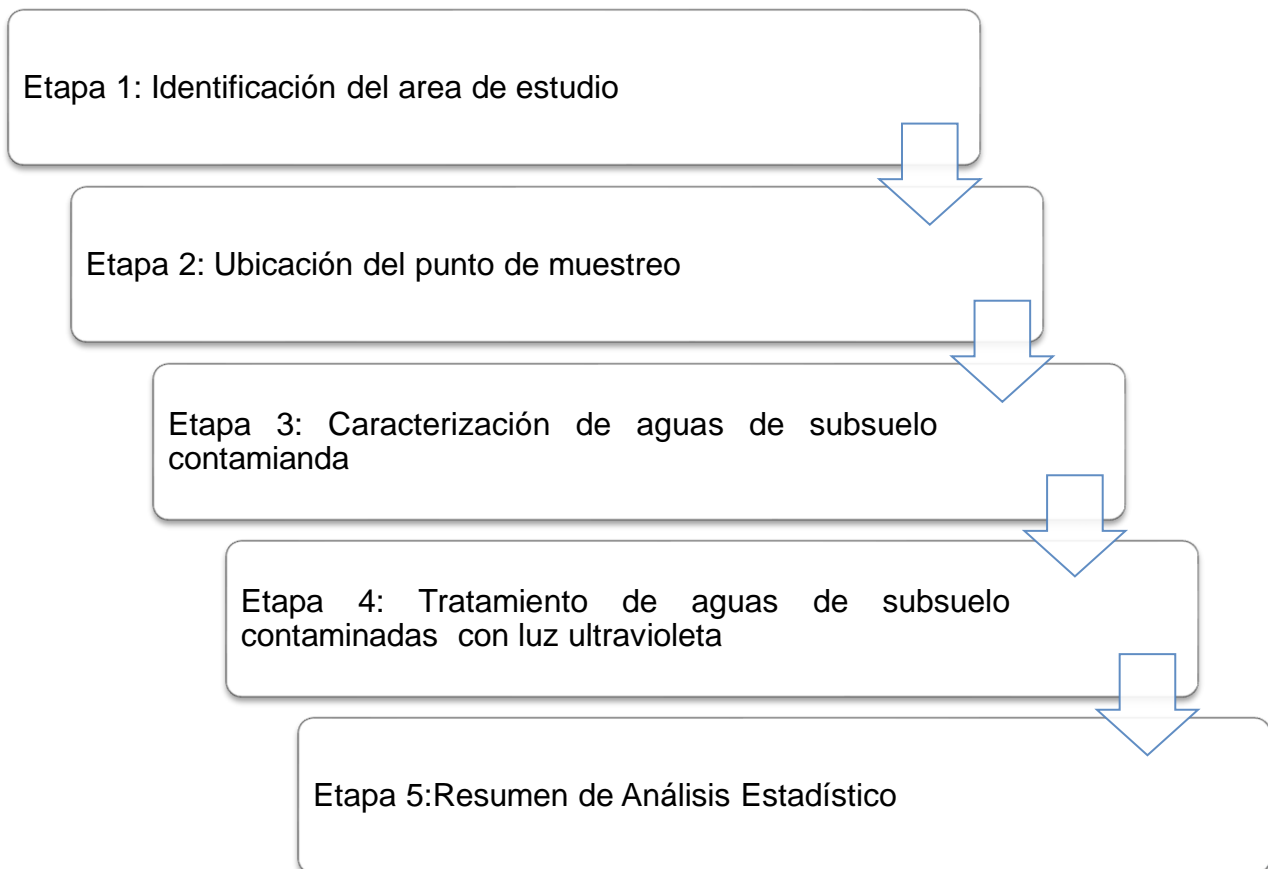 Etapa 1: Identificación del area de estudio
Etapa 2: Ubicación del punto de muestreo
Etapa 3: Caracterización de aguas de subsuelo
contamianda
Etapa 4: Tratamiento de aguas de subsuelo
contaminadas con luz ultravioleta
Etapa 5:Resumen de Análisis Estadístico